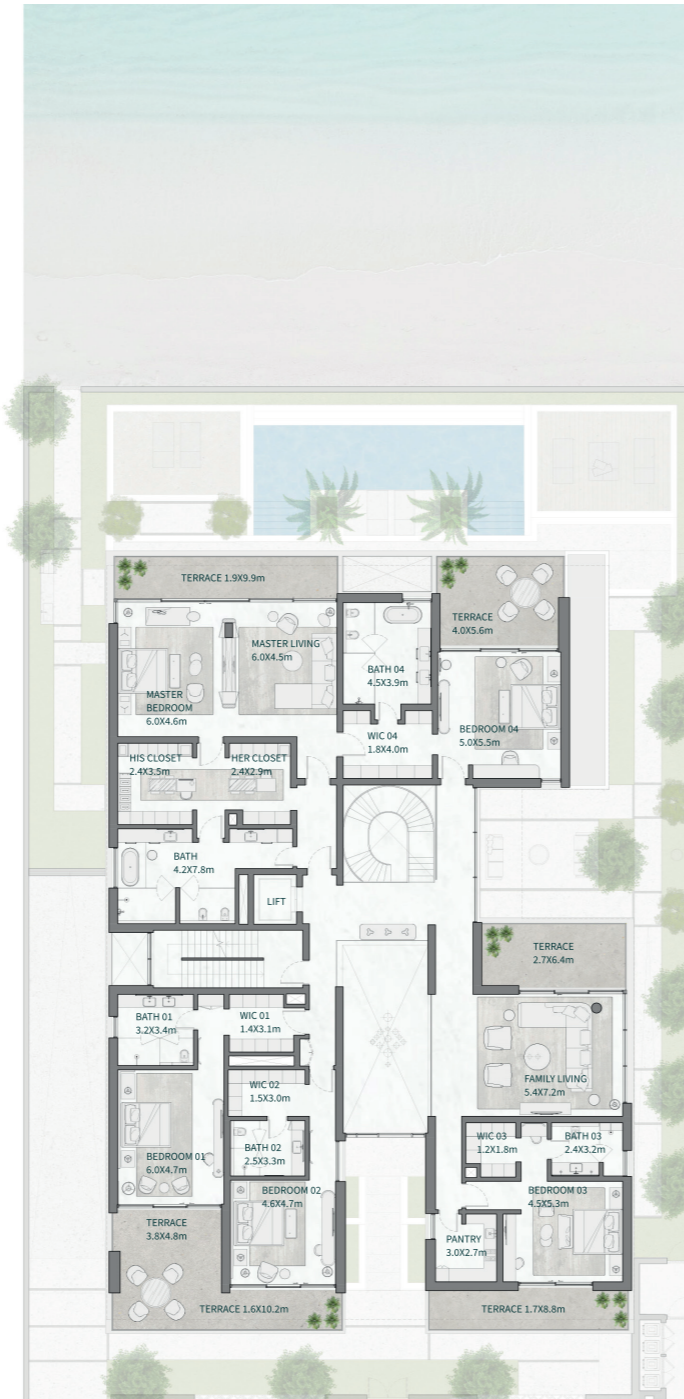 TERRACE 1.9X9.9m
TERRACE
4.0X5.6m
MASTER LIVING
6.0X4.5m
BATH 04
4.5X3.9m
MASTER
BEDROOM
6.0X4.6m
BEDROOM 04
5.0X5.5m
WIC 04
1.8X4.0m
HIS CLOSET
2.4X3.5m
HER CLOSET
2.4X2.9m
BATH
4.2X7.8m
LIFT
TERRACE
2.7X6.4m
BATH 01
3.2X3.4m
WIC 01
1.4X3.1m
FAMILY LIVING
5.4X7.2m
WIC 02
1.5X3.0m
BATH 02
2.5X3.3m
WIC 03
1.2X1.8m
BATH 03
2.4X3.2m
BEDROOM 01
6.0X4.7m
BEDROOM 02
4.6X4.7m
BEDROOM 03
4.5X5.3m
TERRACE
3.8X4.8m
PANTRY
3.0X2.7m
TERRACE 1.6X10.2m
TERRACE 1.7X8.8m